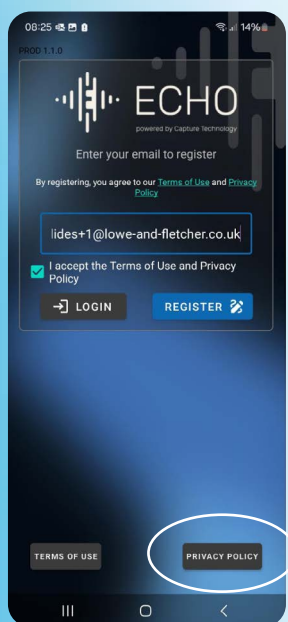 08:25 14%
PROD 1.1.0
ECHO
powered by Capture Technology
Enter your email to register
By registering, you agree to our Terms of Use and Privacy
Policy
lides+1@lowe-and-fletcher.co.uk
I accept the Terms of Use and Privacy
Policy
LOGIN REGISTER
TERMS OF USE PRIVACY POLICY